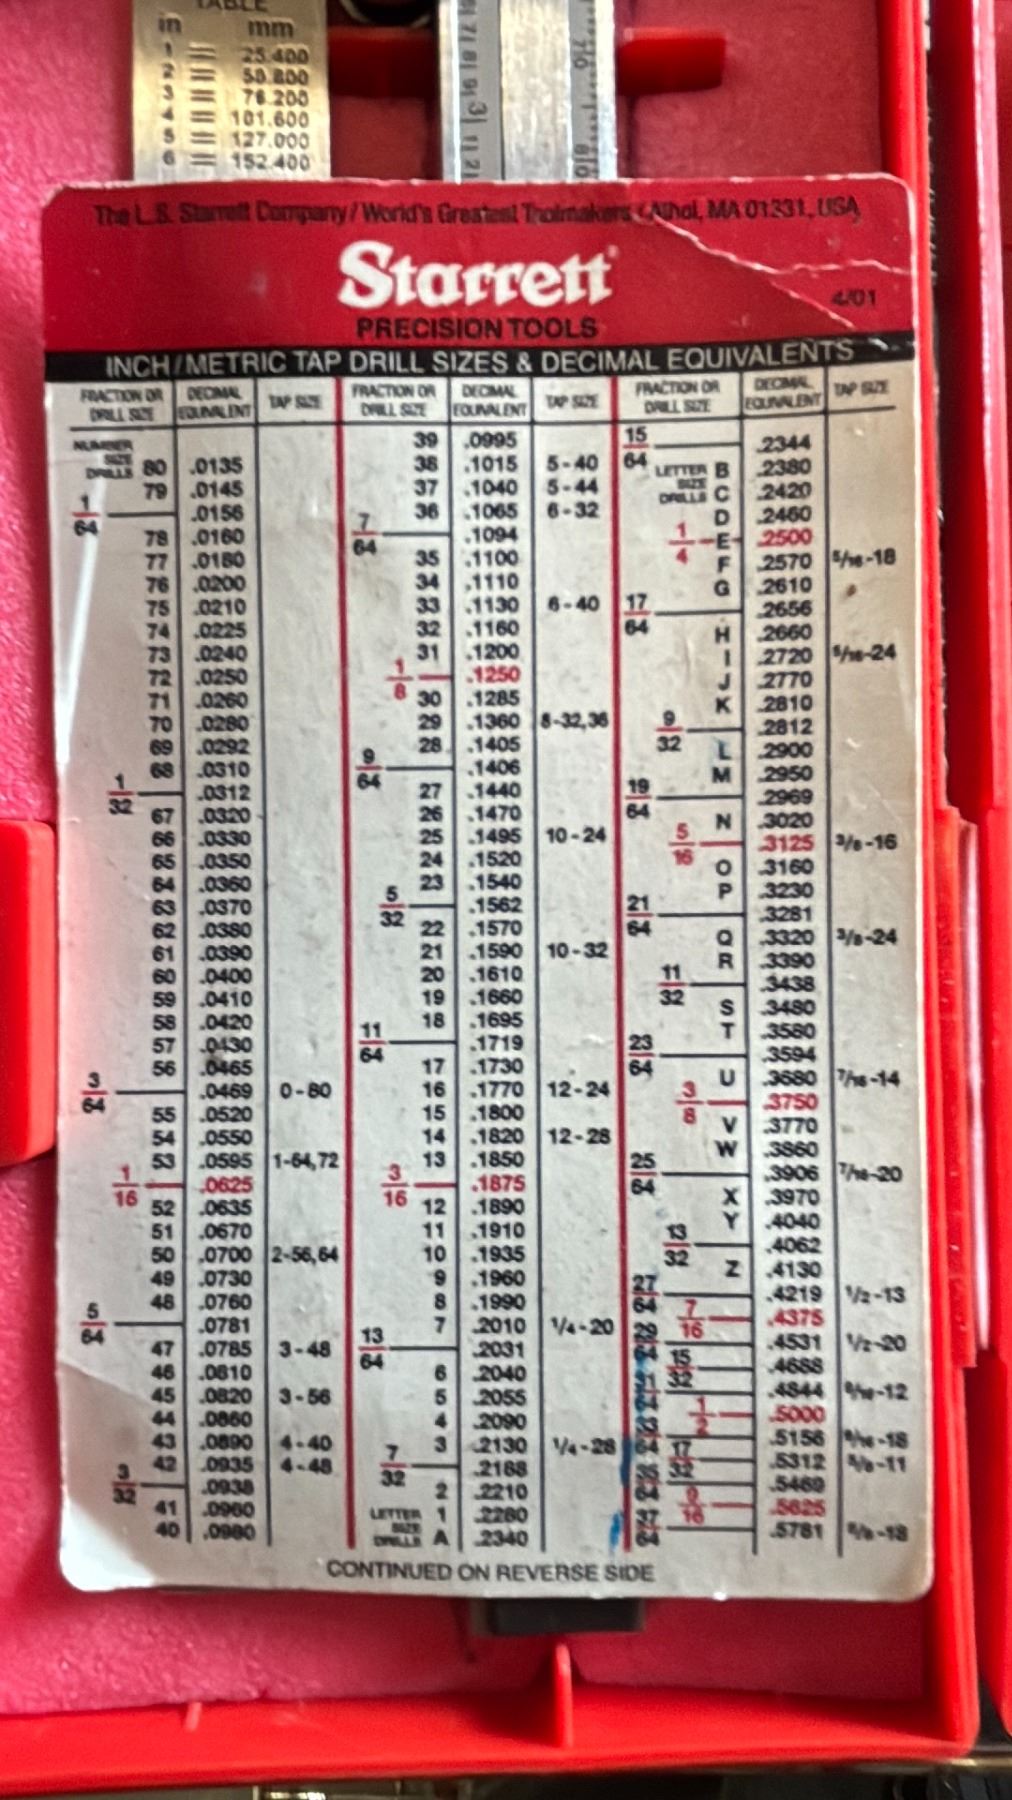 TABLE
in mm
1 = 25.400
2 = 50.800
3 = 76.200
4 = 101.600
5 = 127.000
6 = 152.400
The L.S. Starrett Company / World's Greatest Toolmakers / Athol, MA 01331, USA
Starrett
4/01
PRECISION TOOLS
INCH/METRIC TAP DRILL SIZES & DECIMAL EQUIVALENTS
FRACTION OR DRILL SIZE DECIMAL EQUIVALENT TAP SIZE
NUMBER SIZE DRILLS 80 .0135
79 .0145
1/64 .0156
78 .0160
77 .0180
76 .0200
75 .0210
74 .0225
73 .0240
72 .0250
71 .0260
70 .0280
69 .0292
68 .0310
1/32 .0312
67 .0320
66 .0330
65 .0350
64 .0360
63 .0370
62 .0380
61 .0390
60 .0400
59 .0410
58 .0420
57 .0430
56 .0465
3/64 .0469 0-80
55 .0520
54 .0550
53 .0595 1-64,72
1/16 .0625
52 .0635
51 .0670
50 .0700 2-56,64
49 .0730
48 .0760
5/64 .0781
47 .0785 3-48
46 .0810
45 .0820 3-56
44 .0860
43 .0890 4-40
42 .0935 4-48
3/32 .0938
41 .0960
40 .0980
FRACTION OR DRILL SIZE DECIMAL EQUIVALENT TAP SIZE
39 .0995
38 .1015 5-40
37 .1040 5-44
36 .1065 6-32
7/64 .1094
35 .1100
34 .1110
33 .1130 6-40
32 .1160
31 .1200
1/8 .1250
30 .1285
29 .1360 8-32,36
28 .1405
9/64 .1406
27 .1440
26 .1470
25 .1495 10-24
24 .1520
23 .1540
5/32 .1562
22 .1570
21 .1590 10-32
20 .1610
19 .1660
18 .1695
11/64 .1719
17 .1730
16 .1770 12-24
15 .1800
14 .1820 12-28
13 .1850
3/16 .1875
12 .1890
11 .1910
10 .1935
9 .1960
8 .1990
7 .2010 1/4-20
13/64 .2031
6 .2040
5 .2055
4 .2090
3 .2130 1/4-28
7/32 .2188
2 .2210
1 .2280
LETTER SIZE DRILLS A .2340
FRACTION OR DRILL SIZE DECIMAL EQUIVALENT TAP SIZE
15/64 .2344
LETTER SIZE DRILLS B .2380
C .2420
D .2460
1/4 E .2500
F .2570 5/16-18
G .2610
17/64 .2656
H .2660
I .2720 5/16-24
J .2770
K .2810
9/32 .2812
L .2900
M .2950
19/64 .2969
N .3020
5/16 .3125 3/8-16
O .3160
P .3230
21/64 .3281
Q .3320 3/8-24
R .3390
11/32 .3438
S .3480
T .3580
23/64 .3594
U .3680 7/16-14
3/8 .3750
V .3770
W .3860
25/64 .3906 7/16-20
X .3970
Y .4040
13/32 .4062
Z .4130
27/64 .4219 1/2-13
7/16 .4375
29/64 .4531 1/2-20
15/32 .4688
31/64 .4844 9/16-12
1/2 .5000
33/64 .5156 9/16-18
17/32 .5312 5/8-11
35/64 .5469
9/16 .5625
37/64 .5781 5/8-18
CONTINUED ON REVERSE SIDE